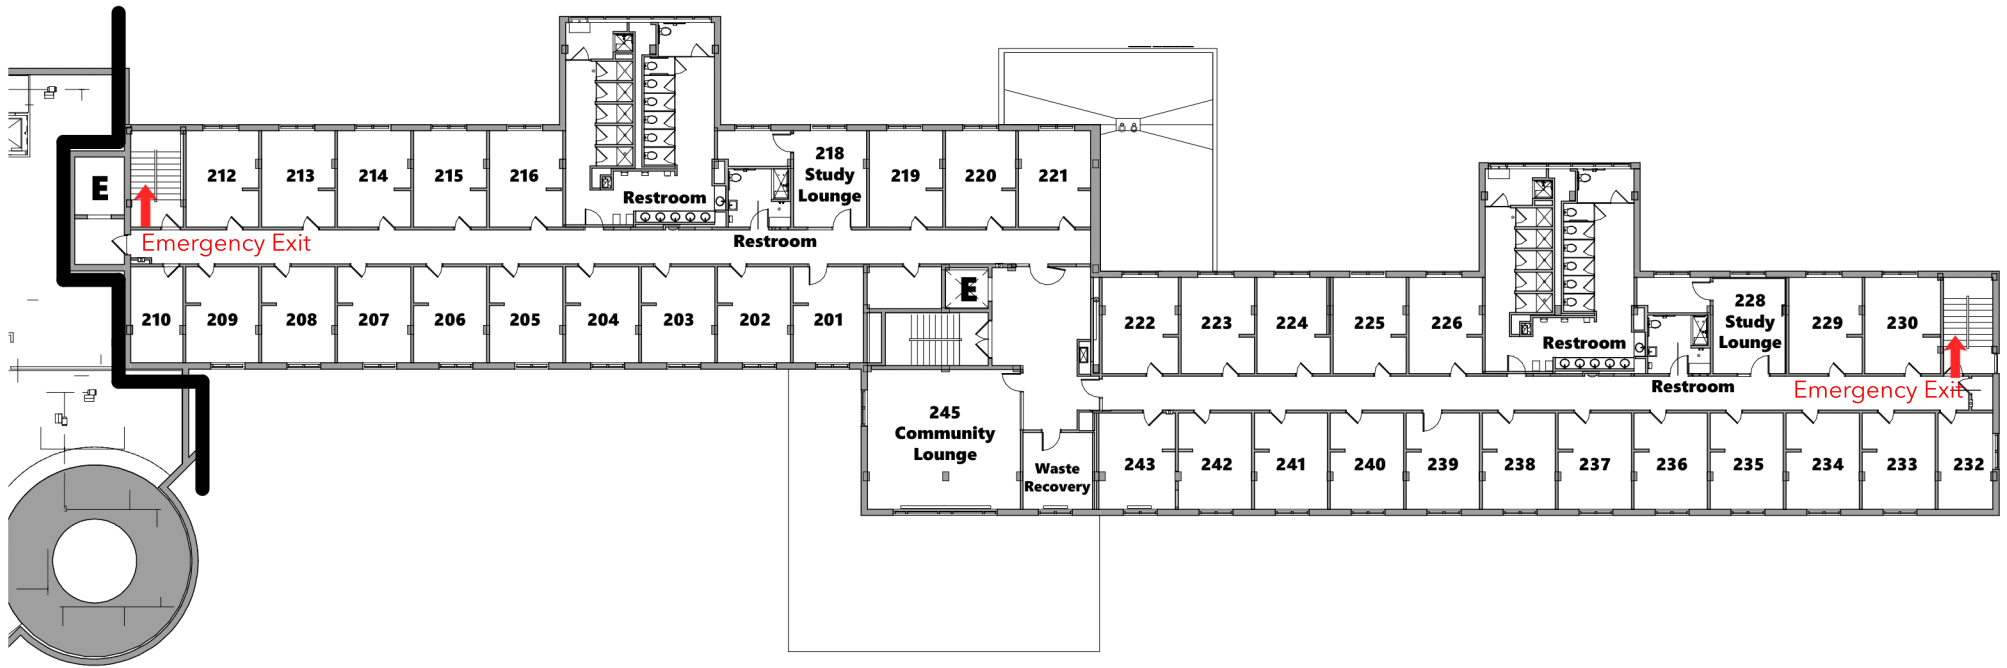 E
212
213
214
215
216
Restroom
218
Study
Lounge
219
220
221
Restroom
Emergency Exit
210
209
208
207
206
205
204
203
202
201
E
222
223
224
225
226
Restroom
228
Study
Lounge
229
230
Restroom
Emergency Exit
245
Community
Lounge
Waste
Recovery
243
242
241
240
239
238
237
236
235
234
233
232